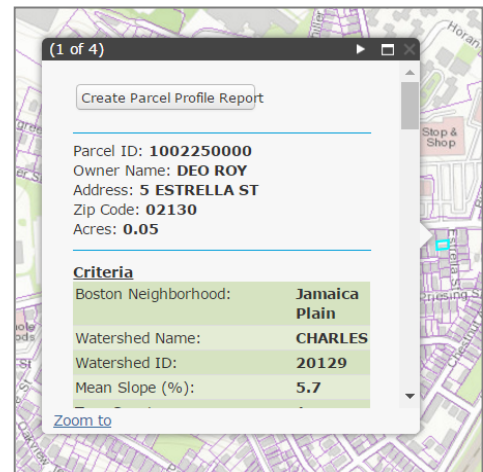 (1 of 4)
Create Parcel Profile Report
Parcel ID: 1002250000
Owner Name: DEO ROY
Address: 5 ESTRELLA ST
Zip Code: 02130
Acres: 0.05
Criteria
Boston Neighborhood: Jamaica
Plain
Watershed Name: CHARLES
Watershed ID: 20129
Mean Slope (%): 5.7
Zoom to
Stop &
Shop
Estrella St